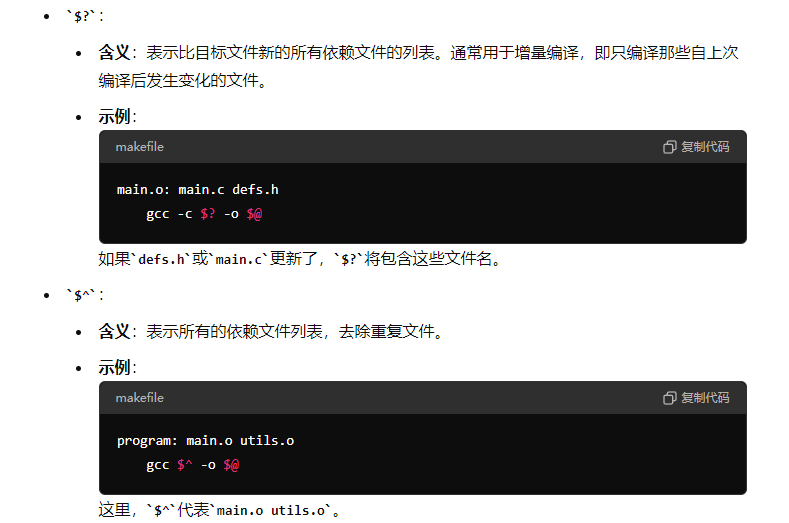 `$?`：
含义：表示比目标文件新的所有依赖文件的列表。通常用于增量编译，即只编译那些自上次
编译后发生变化的文件。
示例：
makefile 复制代码
main.o: main.c defs.h
    gcc -c $? -o $@
如果`defs.h`或`main.c`更新了，`$?`将包含这些文件名。
`$^`：
含义：表示所有的依赖文件列表，去除重复文件。
示例：
makefile 复制代码
program: main.o utils.o
    gcc $^ -o $@
这里，`$^`代表`main.o utils.o`。